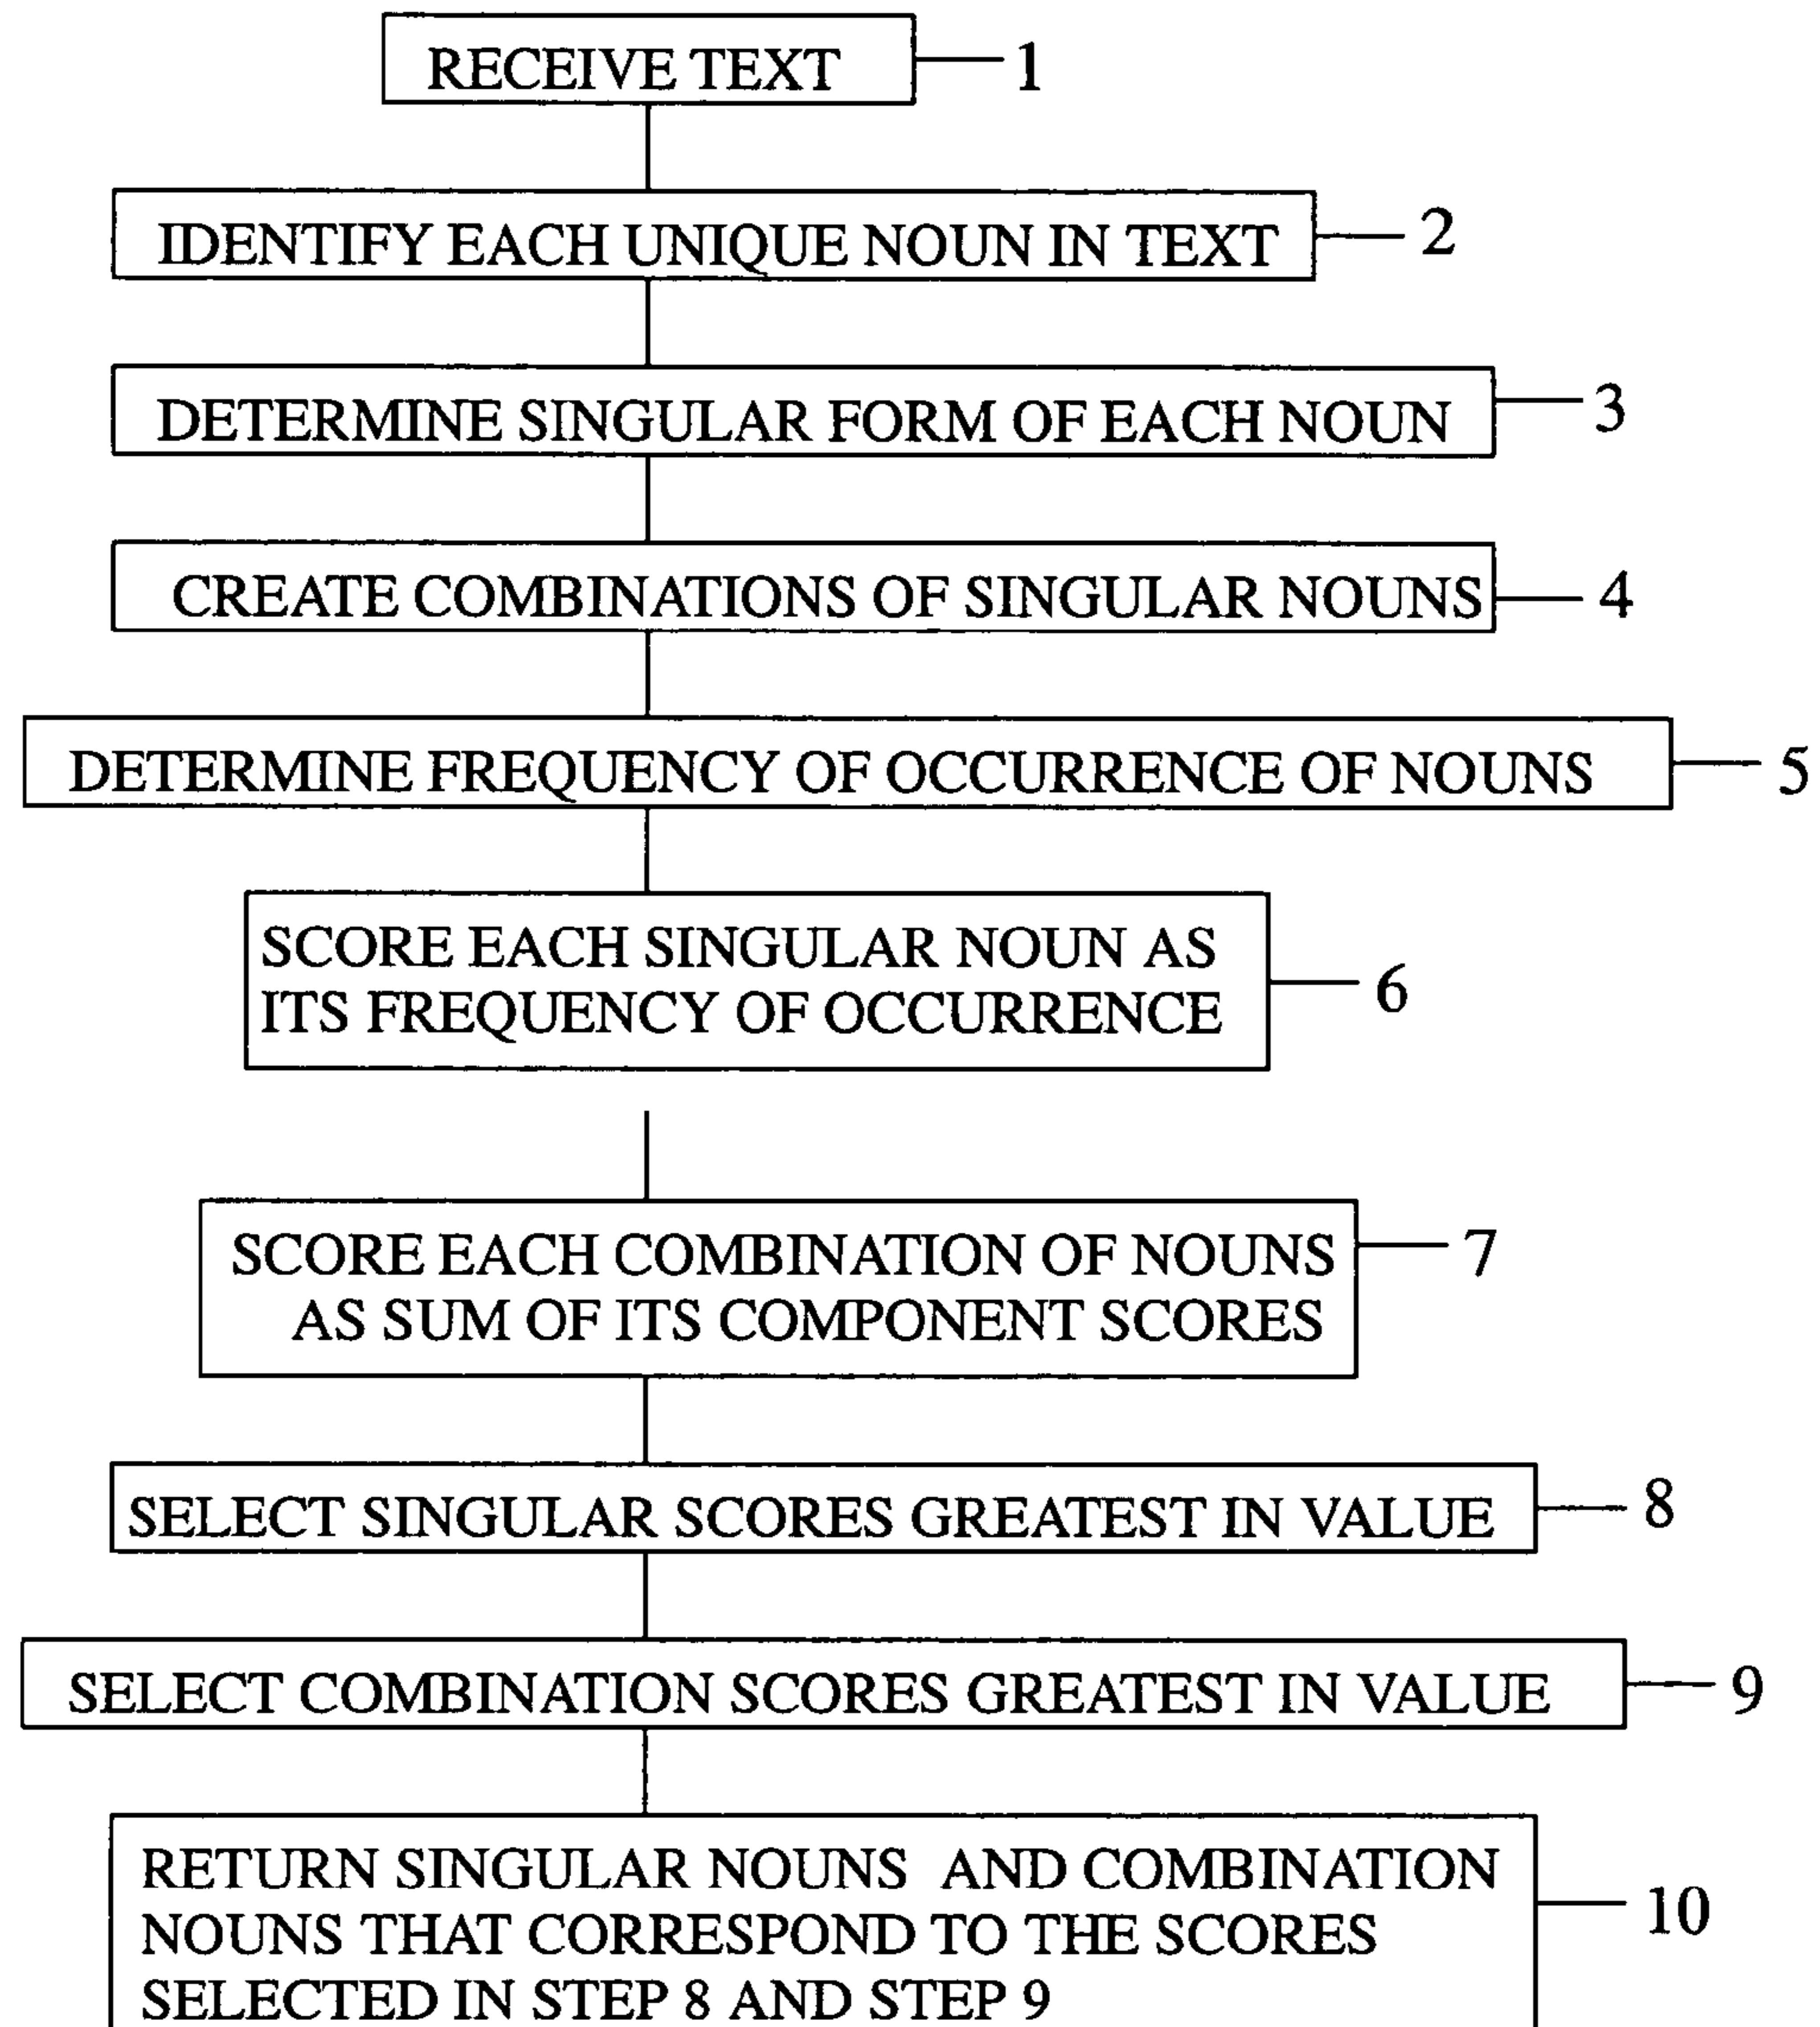 RECEIVE TEXT 1
IDENTIFY EACH UNIQUE NOUN IN TEXT 2
DETERMINE SINGULAR FORM OF EACH NOUN 3
CREATE COMBINATIONS OF SINGULAR NOUNS 4
DETERMINE FREQUENCY OF OCCURRENCE OF NOUNS 5
SCORE EACH SINGULAR NOUN AS
ITS FREQUENCY OF OCCURRENCE 6
SCORE EACH COMBINATION OF NOUNS 7
AS SUM OF ITS COMPONENT SCORES
SELECT SINGULAR SCORES GREATEST IN VALUE 8
SELECT COMBINATION SCORES GREATEST IN VALUE 9
RETURN SINGULAR NOUNS AND COMBINATION
NOUNS THAT CORRESPOND TO THE SCORES 10
SELECTED IN STEP 8 AND STEP 9